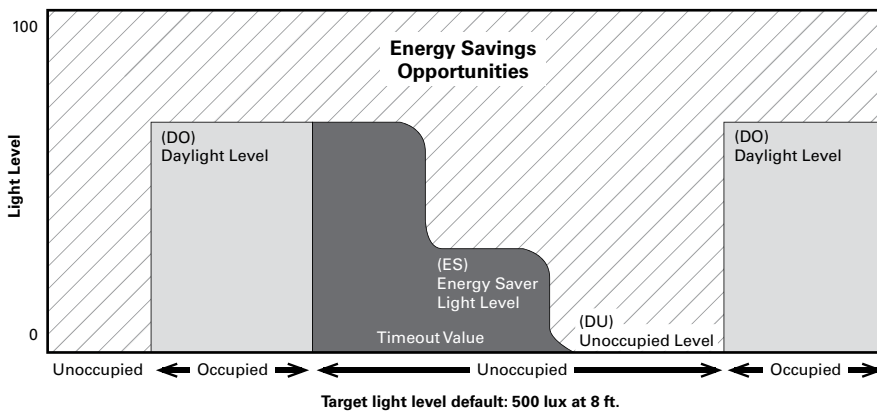 100
Energy Savings
Opportunities
(DO)
Daylight Level
(DO)
Daylight Level
Light Level
(ES)
Energy Saver
Light Level
(DU)
Unoccupied Level
Timeout Value
0
Unoccupied Occupied Unoccupied Occupied
Target light level default: 500 lux at 8 ft.